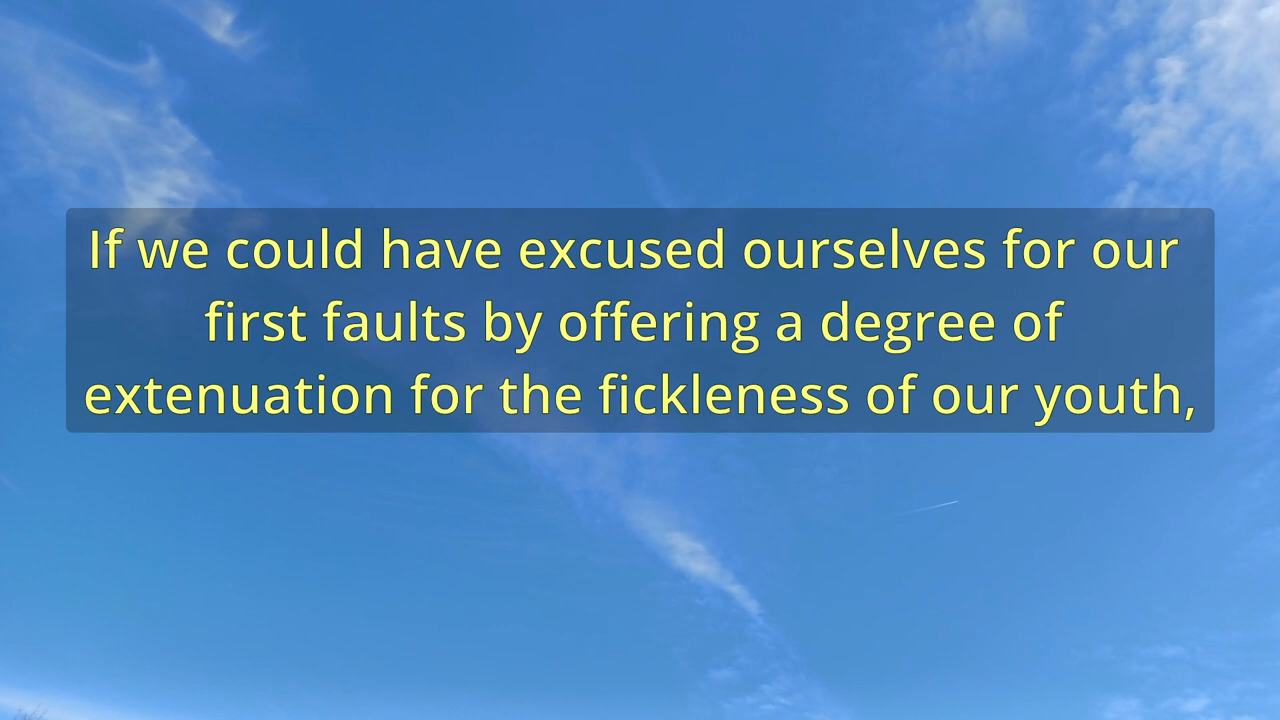 If we could have excused ourselves for our
first faults by offering a degree of
extenuation for the fickleness of our youth,